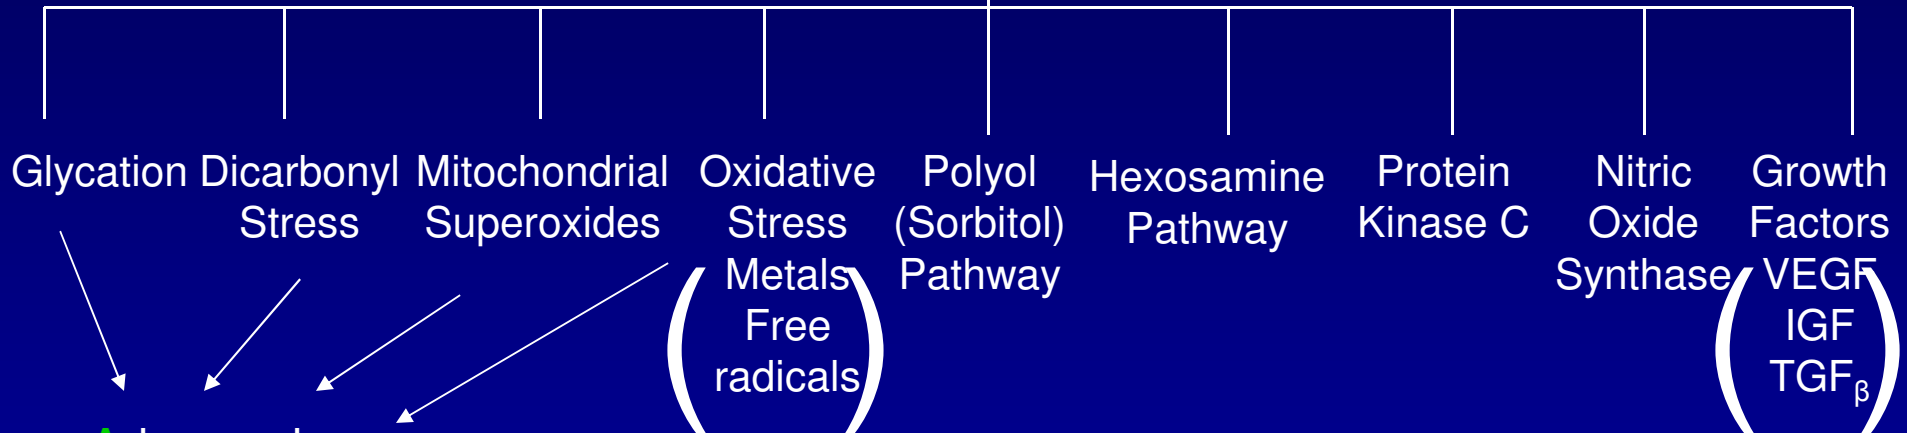 Glycation
Dicarbonyl
Stress
Mitochondrial
Superoxides
Oxidative
Stress
(Metals
Free
radicals)
Polyol
(Sorbitol)
Pathway
Hexosamine
Pathway
Protein
Kinase C
Nitric
Oxide
Synthase
Growth
Factors
(VEGF
IGF
TGFβ)